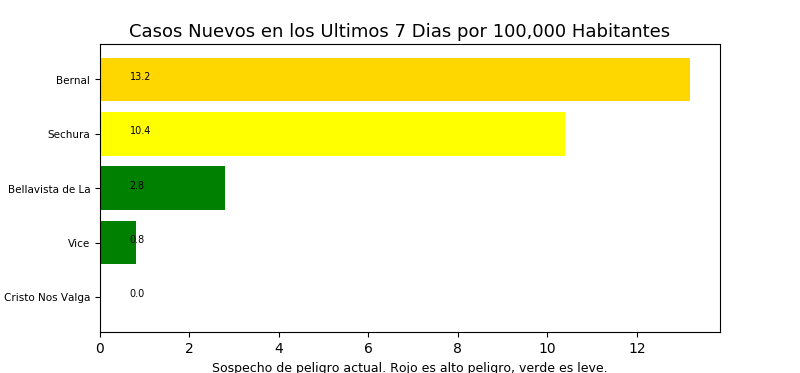 Casos Nuevos en los Ultimos 7 Dias por 100,000 Habitantes
Bernal 13.2
Sechura 10.4
Bellavista de La 2.8
Vice 0.8
Cristo Nos Valga 0.0
0 2 4 6 8 10 12
Sospecho de peligro actual. Rojo es alto peligro, verde es leve.